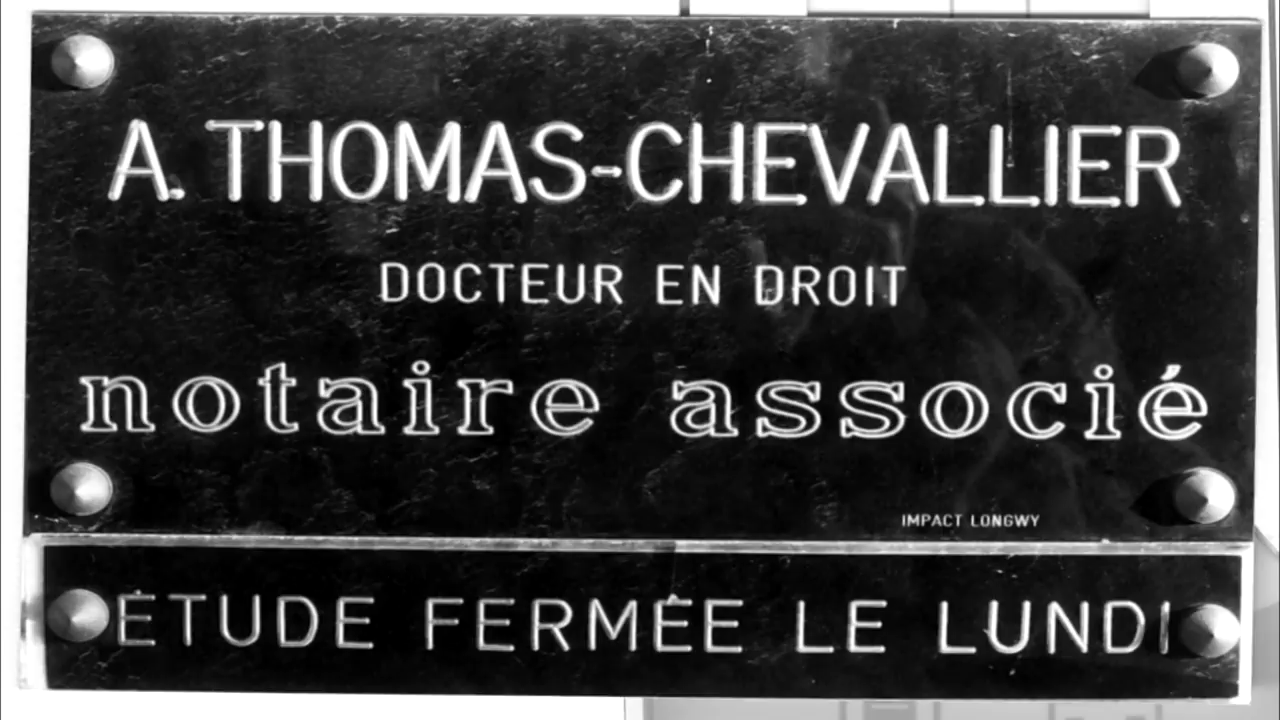 A. THOMAS-CHEVALLIER
DOCTEUR EN DROIT
notaire associé
IMPACT LONGWY
ÉTUDE FERMÉE LE LUNDI